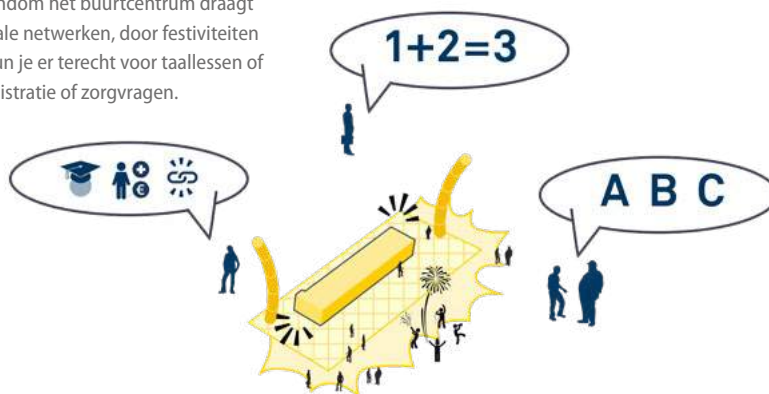 het buurtcentrum draagt
netwerken, door festiviteiten
je er terecht voor taallessen of
of zorgvragen.
1+2=3
A B C